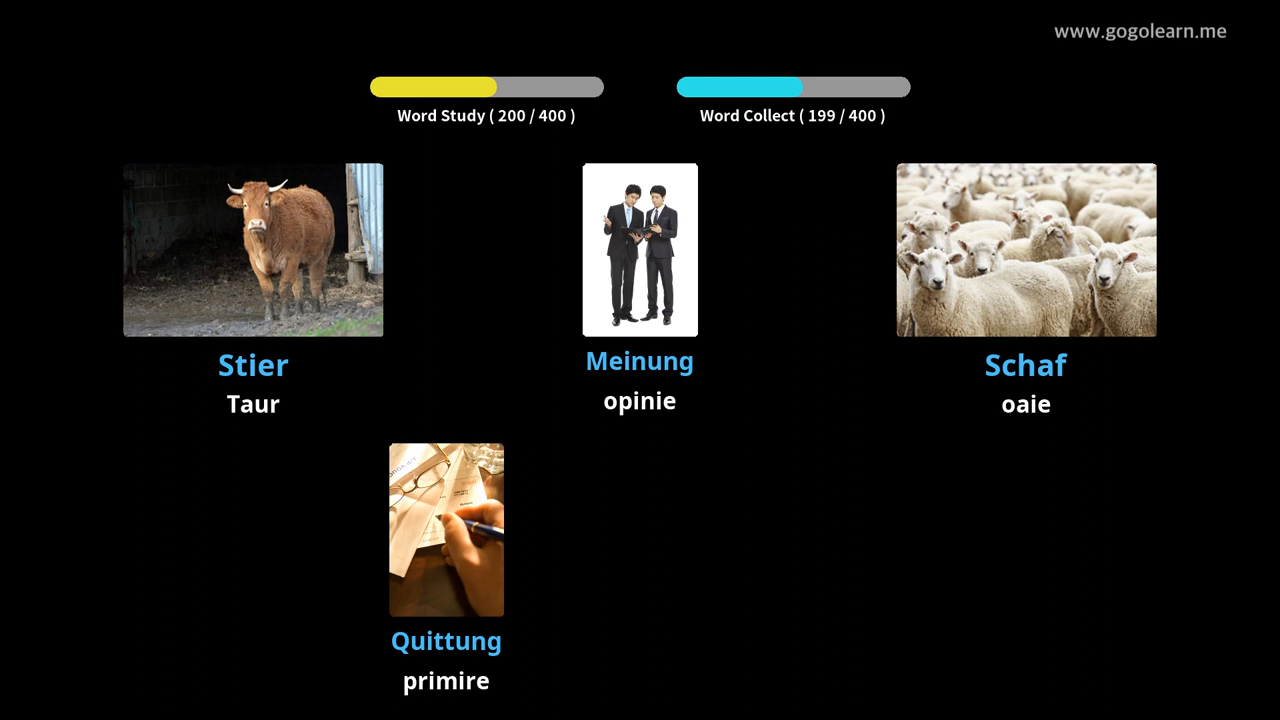 www.gogolearn.me
Word Study ( 200 / 400 )
Word Collect ( 199 / 400 )
Stier
Taur
Meinung
opinie
Schaf
oaie
Quittung
primire